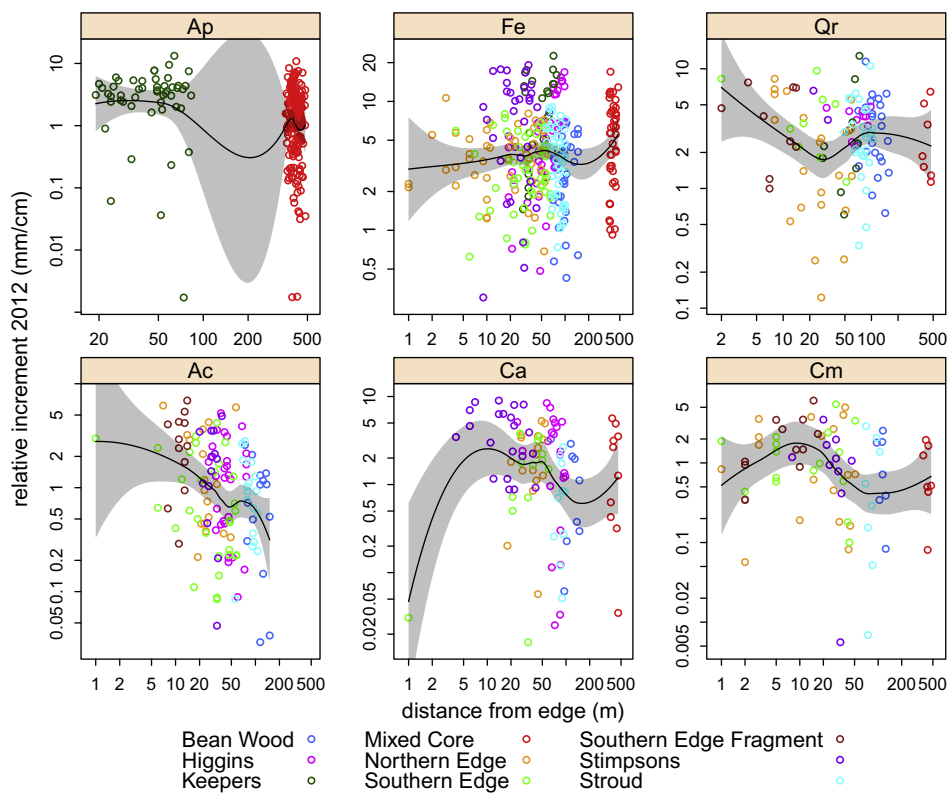 Ap
Fe
Qr
10
1
0.1
0.01
20 50 100 200 500
20
10
5
2
1
0.5
1 2 5 10 20 50 200 500
10
5
2
1
0.5
0.2
0.1
2 5 10 20 50 100 500
Ac
Ca
Cm
5
2
1
0.5
0.2
0.1
0.05
1 2 5 10 20 50 200 500
10
5
2
1
0.5
0.2
0.05
0.02
1 2 5 10 20 50 200 500
5
2
1
0.5
0.1
0.02
0.005
1 2 5 10 20 50 200 500
relative increment 2012 (mm/cm)
distance from edge (m)
Bean Wood
Higgins
Keepers
Mixed Core
Northern Edge
Southern Edge
Southern Edge Fragment
Stimpsons
Stroud